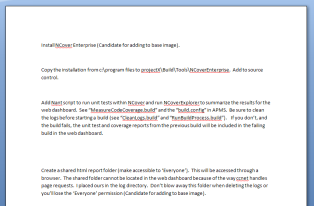 Install NCover Enterprise (Candidate for adding to base image).
Copy the installation from c:\program files to projectX\Build\Tools\NCoverEnterprise. Add to source
control.
Add Nant script to run unit tests within NCover and run NCoverExplorer to summarize the results for the
web dashboard. See "MeasureCodeCoverage.build" and the "build.config" in APMS. Be sure to clean
the logs before starting a build (see "CleanLogs.build" and "RunBuildProcess.build"). If you don't, and
the build fails, the unit test and coverage reports from the previous build will be included in the failing
build in the web dashboard.
Create a shared html report folder (make accessible to 'Everyone'). This will be accessed through a
browser. The shared folder cannot be located in the web dashboard because of the way ccnet handles
page requests. I placed ours in the log directory. Don't blow away this folder when deleting the logs or
you'll lose the 'Everyone' permission (Candidate for adding to base image).